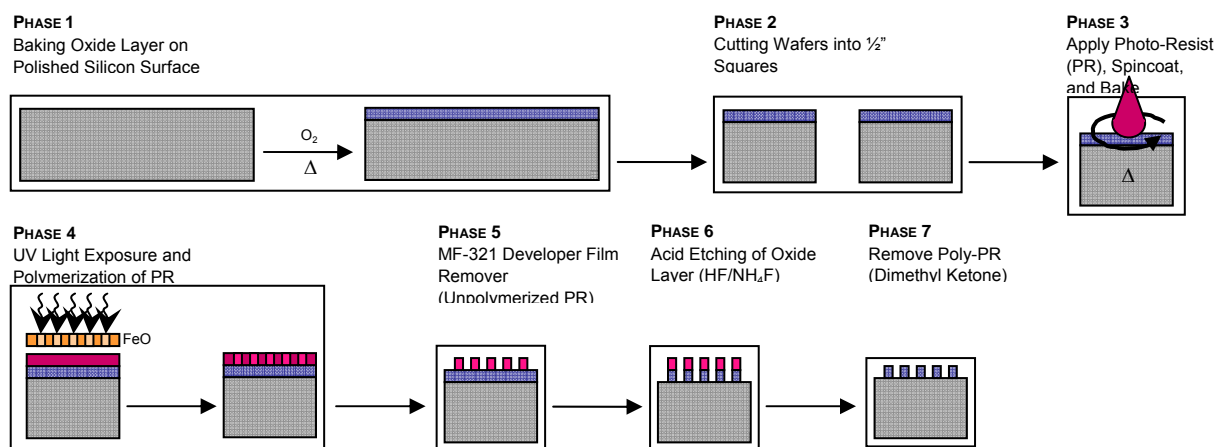 PHASE 1
Baking Oxide Layer on
Polished Silicon Surface
PHASE 2
Cutting Wafers into ½”
Squares
PHASE 3
Apply Photo-Resist
(PR), Spincoat,
and Bake
O₂
Δ
Δ
PHASE 4
UV Light Exposure and
Polymerization of PR
FeO
PHASE 5
MF-321 Developer Film
Remover
(Unpolymerized PR)
PHASE 6
Acid Etching of Oxide
Layer (HF/NH₄F)
PHASE 7
Remove Poly-PR
(Dimethyl Ketone)